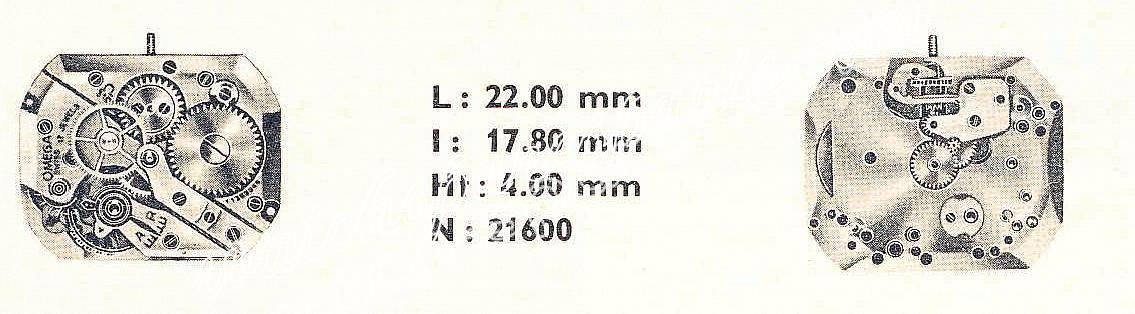 L : 22.00 mm
l : 17.80 mm
Ht : 4.00 mm
N : 21600
OMEGA
A R